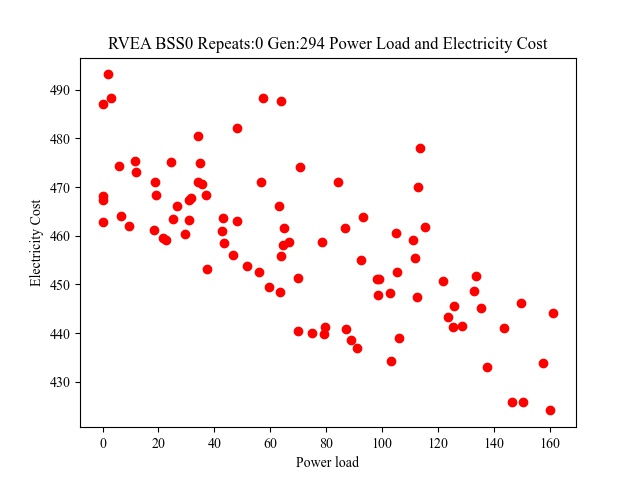 RVEA BSS0 Repeats:0 Gen:294 Power Load and Electricity Cost
490
480
470
460
450
440
430
Electricity Cost
0 20 40 60 80 100 120 140 160
Power load